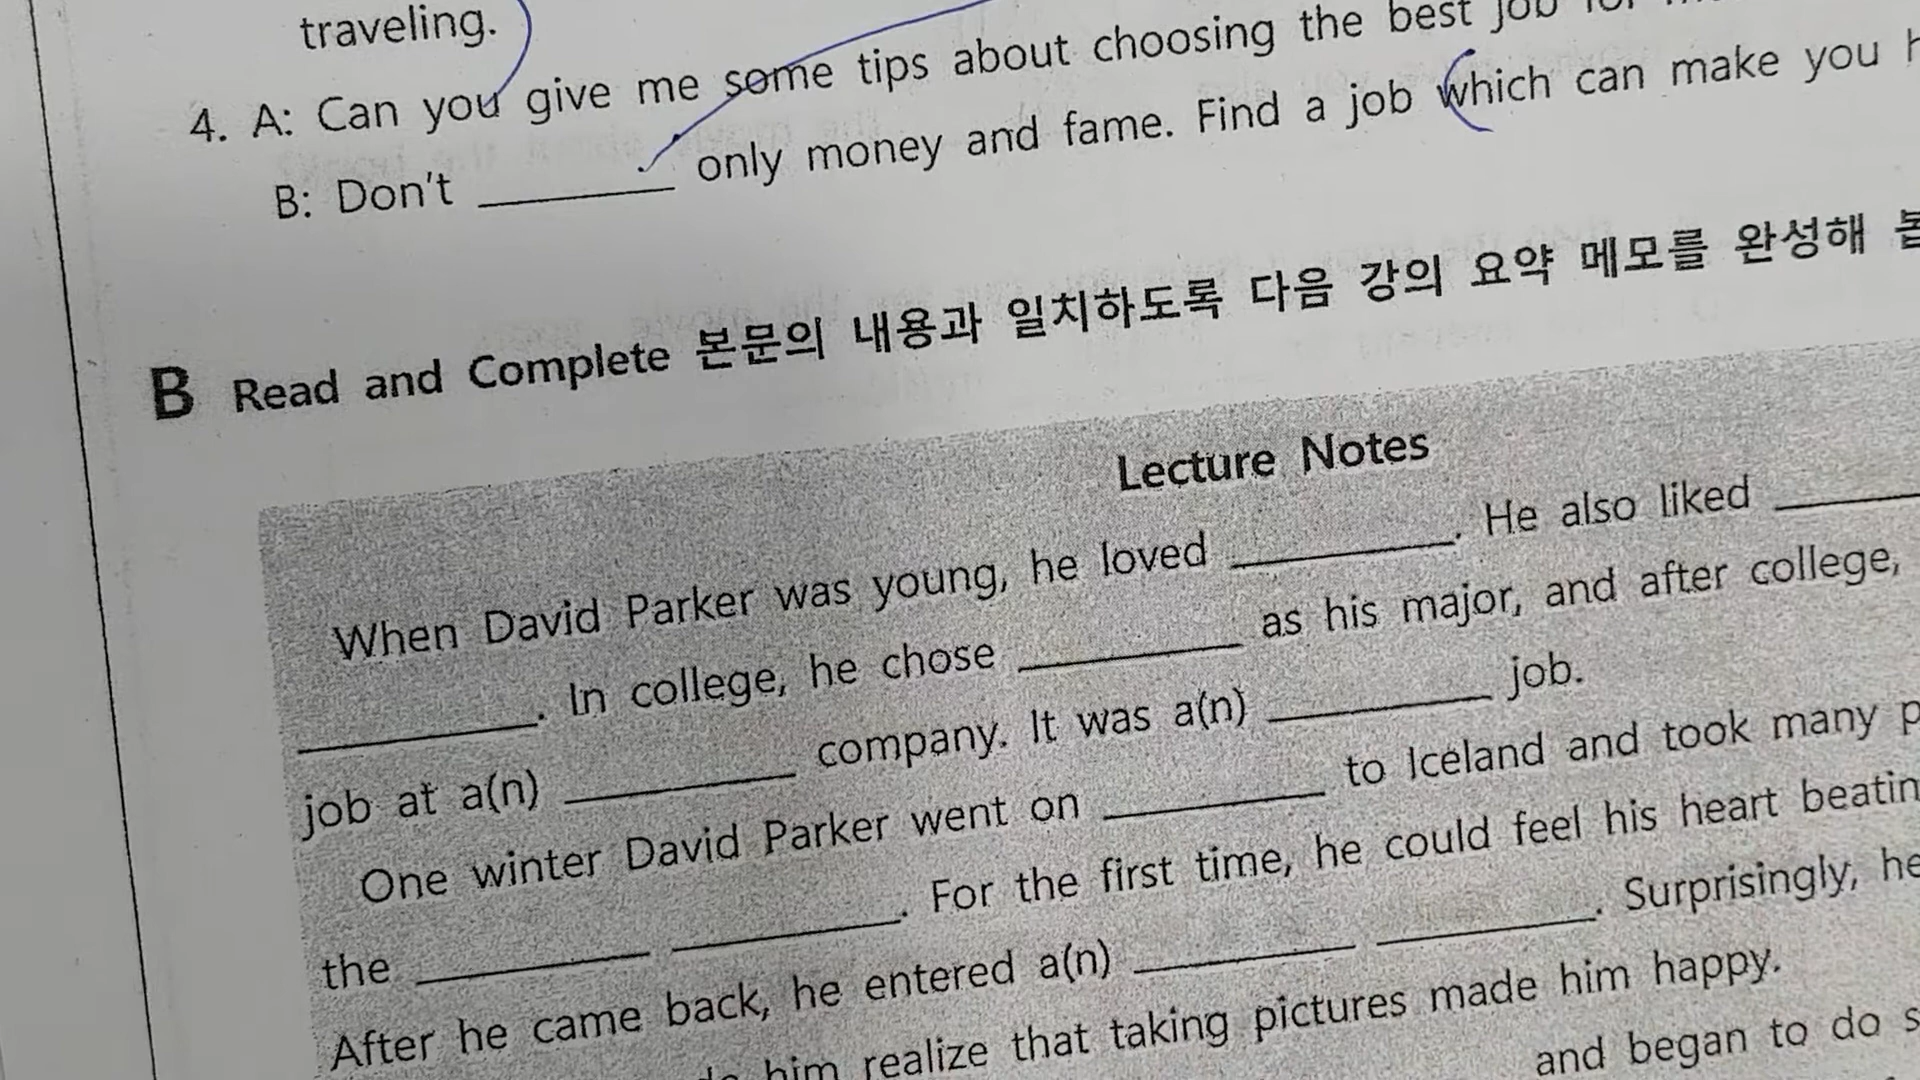 traveling.
4. A: Can you give me some tips about choosing the best job
B: Don't ________ only money and fame. Find a job which can make you
B Read and Complete 본문의 내용과 일치하도록 다음 강의 요약 메모를 완성해
Lecture Notes
When David Parker was young, he loved ________. He also liked ________
________. In college, he chose ________ as his major, and after college,
job at a(n) ________ company. It was a(n) ________ job.
One winter David Parker went on ________ to Iceland and took many
the ________ ________. For the first time, he could feel his heart
After he came back, he entered a(n) ________ ________. Surprisingly, he
him realize that taking pictures made him happy.
and began to do